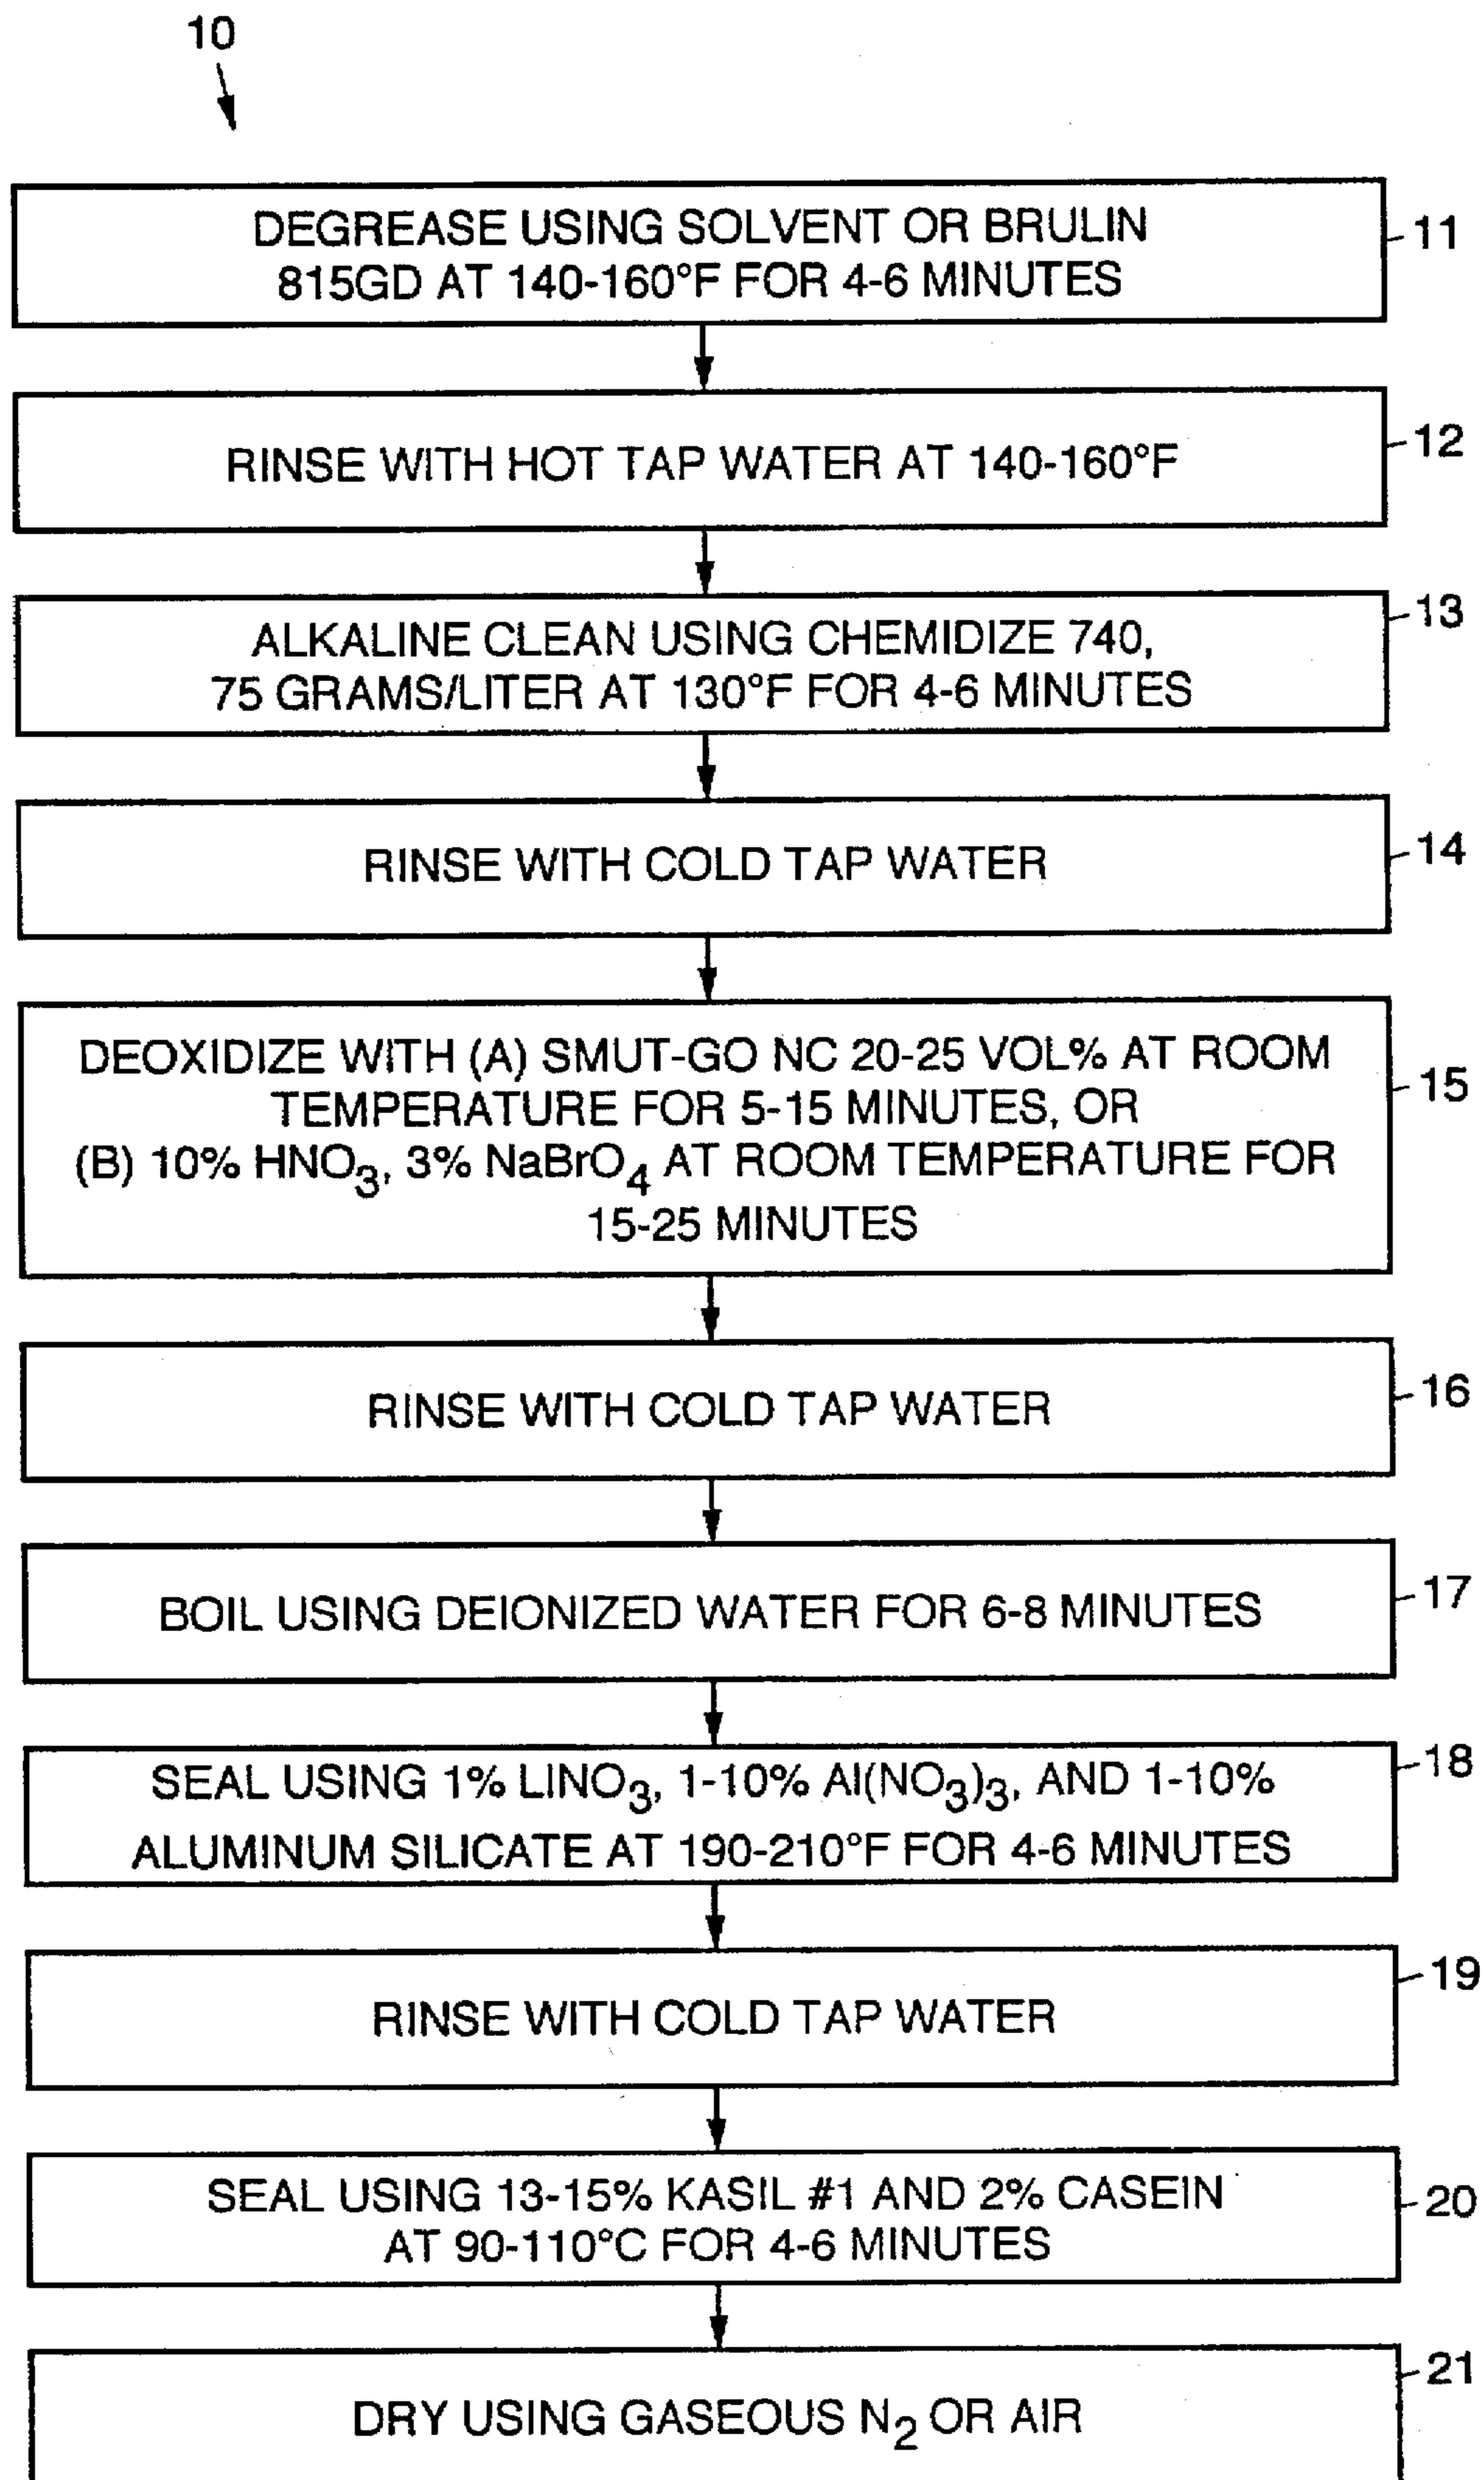 10
DEGREASE USING SOLVENT OR BRULIN
815GD AT 140-160°F FOR 4-6 MINUTES
11
RINSE WITH HOT TAP WATER AT 140-160°F
12
ALKALINE CLEAN USING CHEMIDIZE 740,
75 GRAMS/LITER AT 130°F FOR 4-6 MINUTES
13
RINSE WITH COLD TAP WATER
14
DEOXIDIZE WITH (A) SMUT-GO NC 20-25 VOL% AT ROOM
TEMPERATURE FOR 5-15 MINUTES, OR
(B) 10% HNO3, 3% NaBrO4 AT ROOM TEMPERATURE FOR
15-25 MINUTES
15
RINSE WITH COLD TAP WATER
16
BOIL USING DEIONIZED WATER FOR 6-8 MINUTES
17
SEAL USING 1% LINO3, 1-10% Al(NO3)3, AND 1-10%
ALUMINUM SILICATE AT 190-210°F FOR 4-6 MINUTES
18
RINSE WITH COLD TAP WATER
19
SEAL USING 13-15% KASIL #1 AND 2% CASEIN
AT 90-110°C FOR 4-6 MINUTES
20
DRY USING GASEOUS N2 OR AIR
21